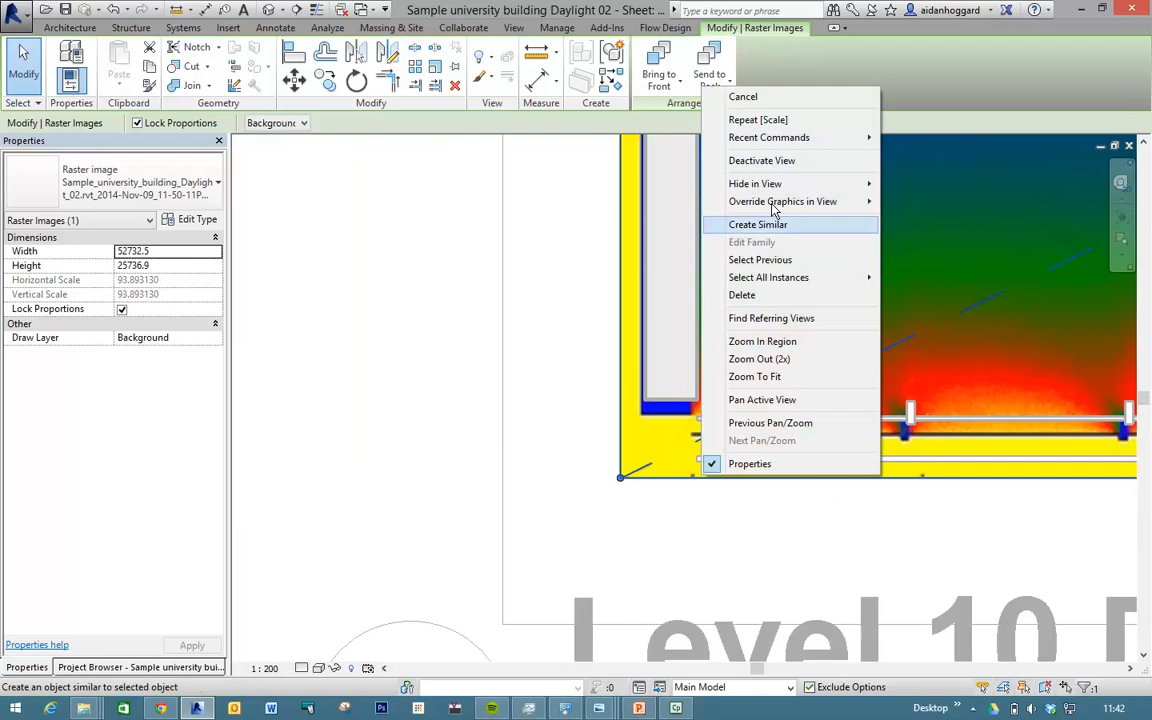 Sample university building Daylight 02 - Sheet: ...
Type a keyword or phrase
aidanhoggard
Architecture Structure Systems Insert Annotate Analyze Massing & Site Collaborate View Manage Add-Ins Flow Design Modify | Raster Images
Modify
Paste
Notch
Cut
Join
Bring to Front
Send to
Select Properties Clipboard Geometry Modify View Measure Create Arrange
Modify | Raster Images
Lock Proportions
Background
Properties
Raster image
Sample_university_building_Dayligh
t_02.rvt_2014-Nov-09_11-50-11P...
Raster Images (1)
Edit Type
Dimensions
Width 52732.5
Height 25736.9
Horizontal Scale 93.893130
Vertical Scale 93.893130
Lock Proportions
Other
Draw Layer Background
Properties help
Apply
Properties
Project Browser - Sample university bui...
Cancel
Repeat [Scale]
Recent Commands
Deactivate View
Hide in View
Override Graphics in View
Create Similar
Edit Family
Select Previous
Select All Instances
Delete
Find Referring Views
Zoom In Region
Zoom Out (2x)
Zoom To Fit
Pan Active View
Previous Pan/Zoom
Next Pan/Zoom
Properties
Level 10
1 : 200
Create an object similar to selected object
:0
Main Model
Exclude Options
:1
Desktop
11:42